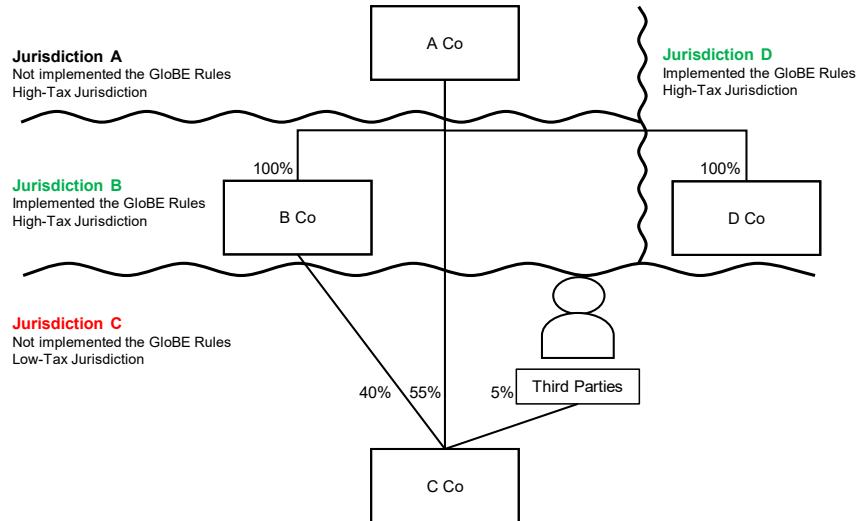 A Co
Jurisdiction A
Not implemented the GloBE Rules
High-Tax Jurisdiction
Jurisdiction D
Implemented the GloBE Rules
High-Tax Jurisdiction
100%
100%
Jurisdiction B
Implemented the GloBE Rules
High-Tax Jurisdiction
B Co
D Co
Jurisdiction C
Not implemented the GloBE Rules
Low-Tax Jurisdiction
40%
55%
5%
Third Parties
C Co